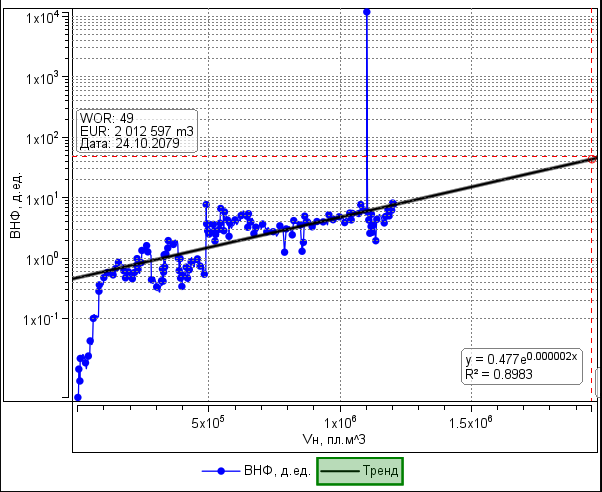 1x10⁴
1x10³
1x10²
1x10¹
1x10⁰
1x10⁻¹
ВНФ, д.ед.
WOR: 49
EUR: 2 012 597 m3
Дата: 24.10.2079
y = 0.477e^0.000002x
R² = 0.8983
5x10⁵
1x10⁶
1.5x10⁶
Vн, пл.м^3
ВНФ, д.ед.
Тренд